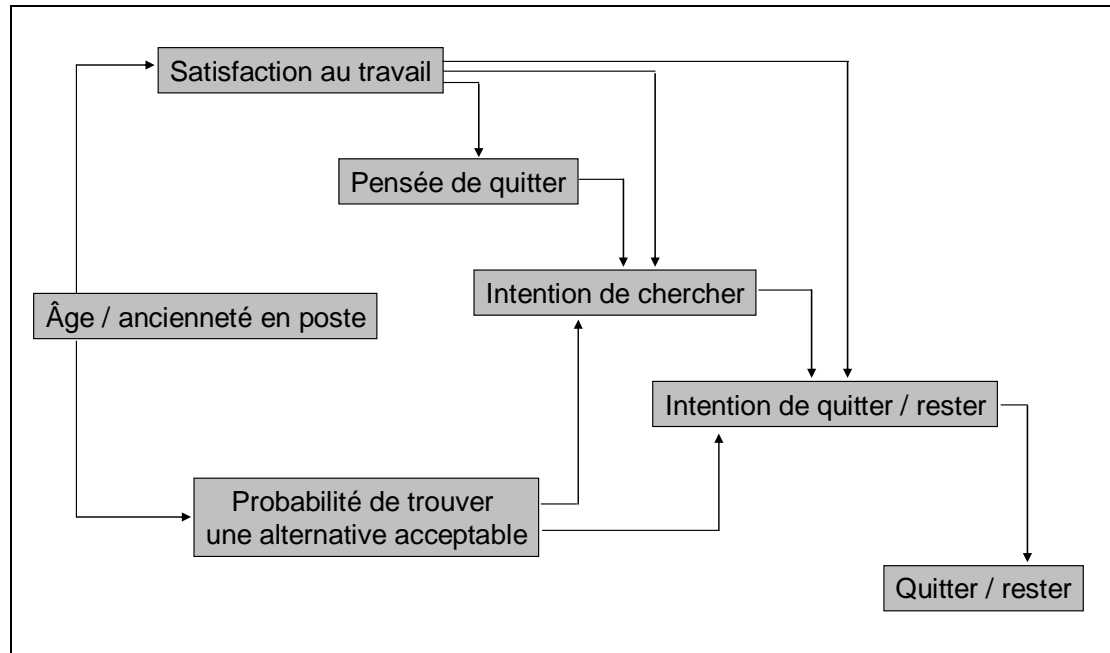 Satisfaction au travail
Pensée de quitter
Intention de chercher
Âge / ancienneté en poste
Intention de quitter / rester
Probabilité de trouver
une alternative acceptable
Quitter / rester